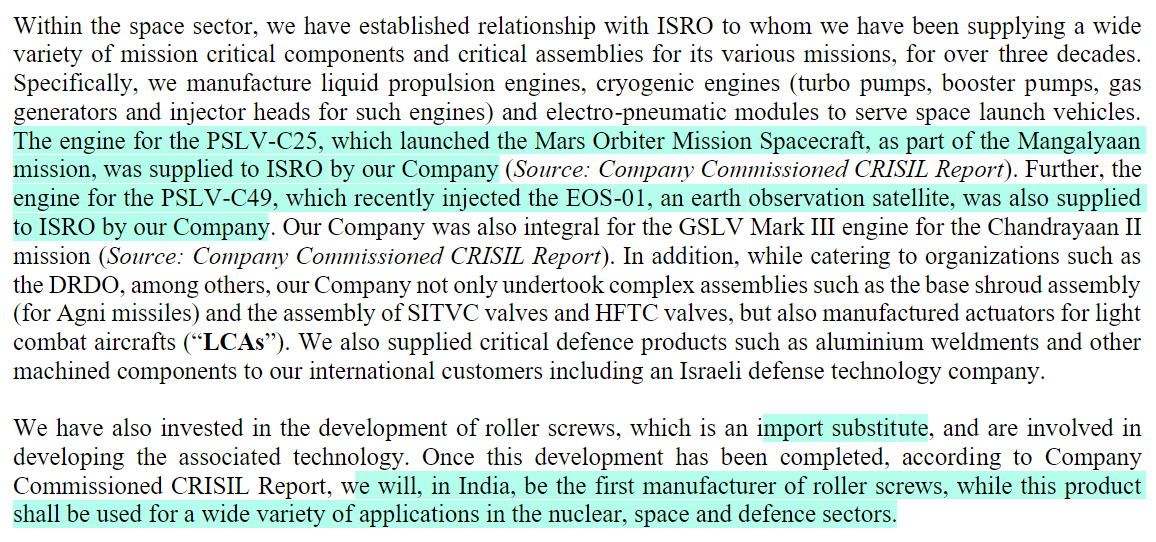 Within the space sector, we have established relationship with ISRO to whom we have been supplying a wide
variety of mission critical components and critical assemblies for its various missions, for over three decades.
Specifically, we manufacture liquid propulsion engines, cryogenic engines (turbo pumps, booster pumps, gas
generators and injector heads for such engines) and electro-pneumatic modules to serve space launch vehicles.
The engine for the PSLV-C25, which launched the Mars Orbiter Mission Spacecraft, as part of the Mangalyaan
mission, was supplied to ISRO by our Company (Source: Company Commissioned CRISIL Report). Further, the
engine for the PSLV-C49, which recently injected the EOS-01, an earth observation satellite, was also supplied
to ISRO by our Company. Our Company was also integral for the GSLV Mark III engine for the Chandrayaan II
mission (Source: Company Commissioned CRISIL Report). In addition, while catering to organizations such as
the DRDO, among others, our Company not only undertook complex assemblies such as the base shroud assembly
(for Agni missiles) and the assembly of SITVC valves and HFTC valves, but also manufactured actuators for light
combat aircrafts (“LCAs”). We also supplied critical defence products such as aluminium weldments and other
machined components to our international customers including an Israeli defense technology company.
We have also invested in the development of roller screws, which is an import substitute, and are involved in
developing the associated technology. Once this development has been completed, according to Company
Commissioned CRISIL Report, we will, in India, be the first manufacturer of roller screws, while this product
shall be used for a wide variety of applications in the nuclear, space and defence sectors.